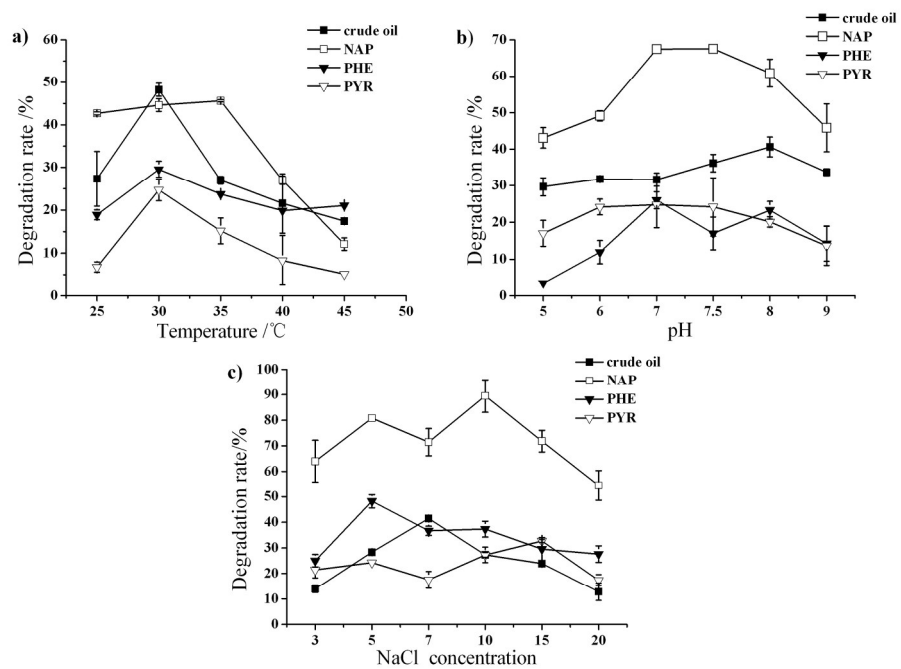 a)
crude oil
NAP
PHE
PYR
60
50
40
30
20
10
0
25 30 35 40 45 50
Degradation rate /%
Temperature /℃
b)
crude oil
NAP
PHE
PYR
70
60
50
40
30
20
10
0
5 6 7 7.5 8 9
Degradation rate /%
pH
c)
crude oil
NAP
PHE
PYR
100
90
80
70
60
50
40
30
20
10
0
3 5 7 10 15 20
Degradation rate/%
NaCl concentration